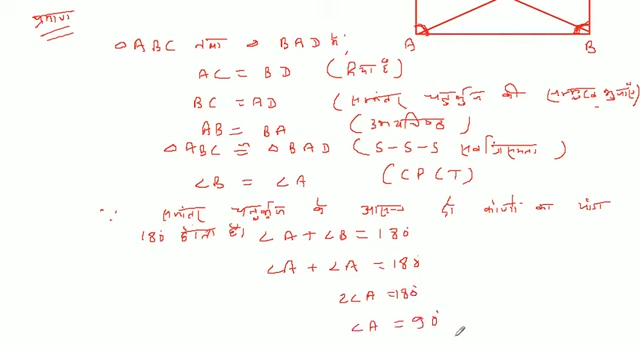 प्रमाण
A B
△ABC तथा △BAD में,
AC = BD (दिया है)
BC = AD (समांतर चतुर्भुज की सम्मुख भुजाएँ)
AB = BA (उभयनिष्ठ)
△ABC ≅ △BAD (S-S-S सर्वांगसमता)
∠B = ∠A (CPCT)
∵ समांतर चतुर्भुज के आसन्न दो कोणों का योग
180° होता है। ∠A + ∠B = 180°
∠A + ∠A = 180°
2∠A = 180°
∠A = 90°